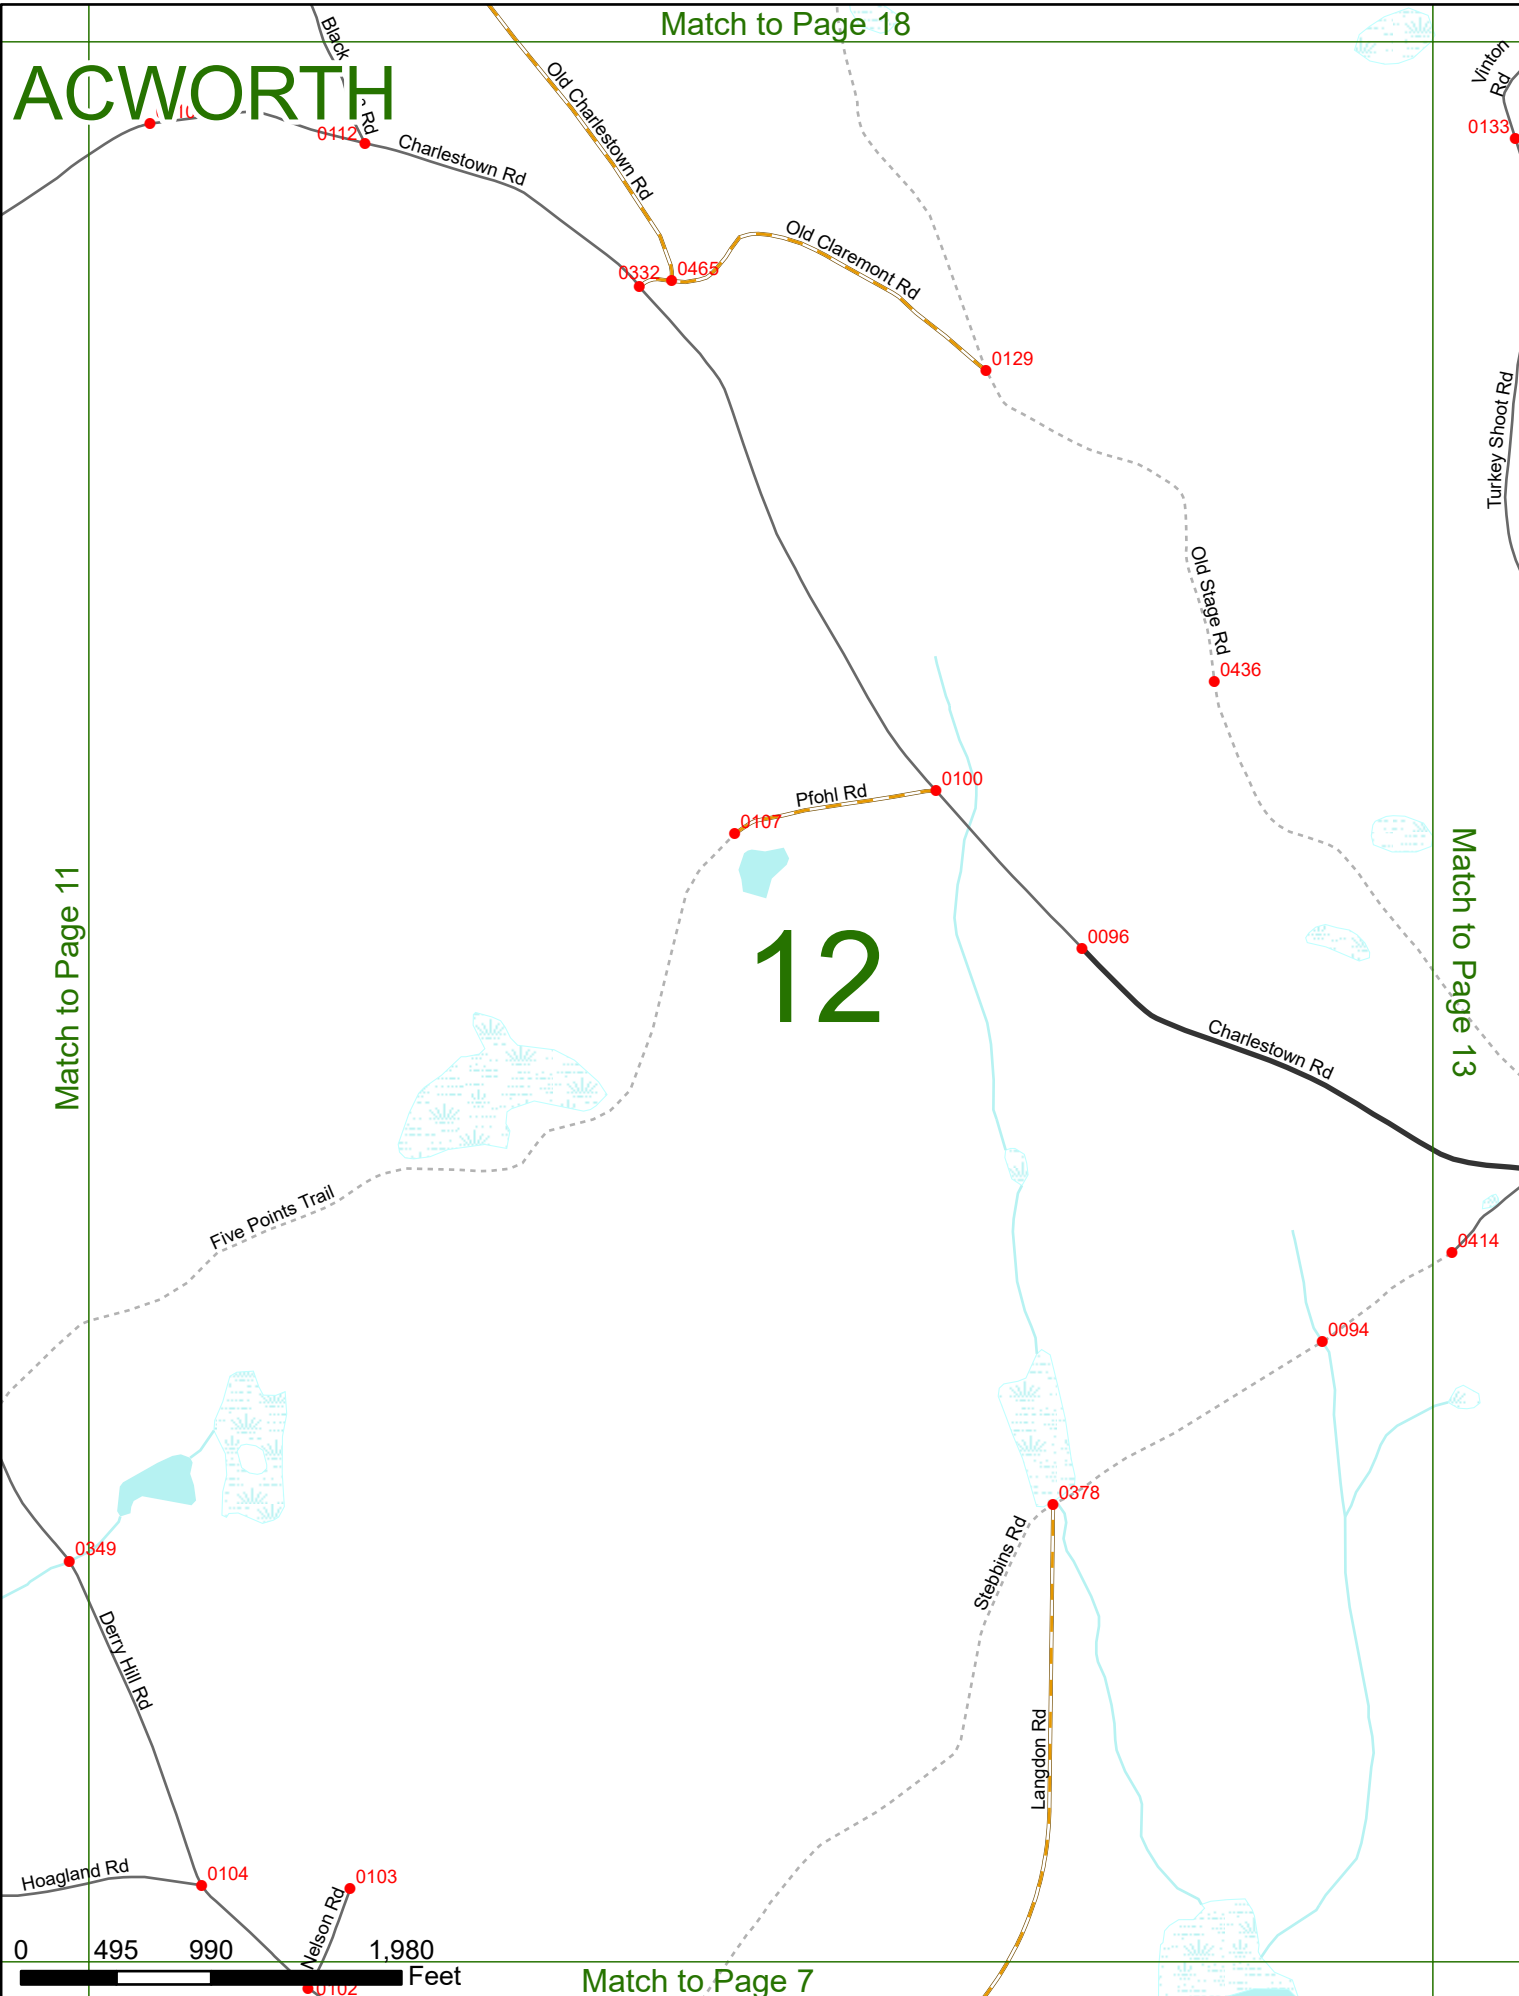 Match to Page 18
ACWORTH
Black
Rd
Old Charlestown Rd
Vinton
Rd
0133
0112
Charlestown Rd
Old Claremont Rd
0332
0465
0129
Turkey Shoot Rd
Old Stage Rd
0436
Pfohl Rd
0100
0107
Match to Page 11
12
Match to Page 13
0096
Charlestown Rd
Five Points Trail
0414
0094
0378
Stebbins Rd
0349
Derry Hill Rd
Langdon Rd
Hoagland Rd
0104
0103
Nelson Rd
0 495 990 1,980
Feet
0102
Match to Page 7